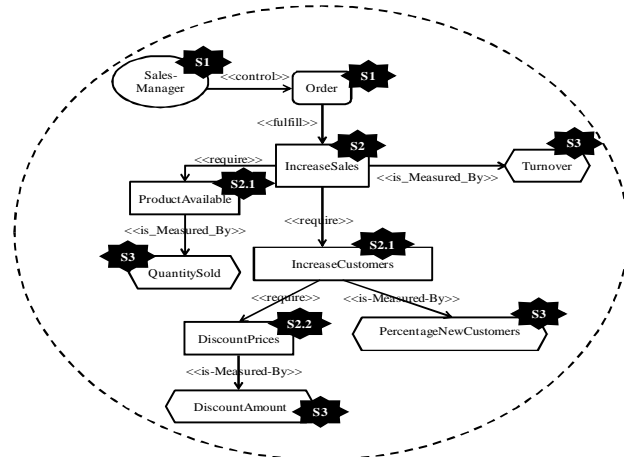 S1
Sales-
Manager
<<control>>
S1
Order
<<fulfill>>
S2
IncreaseSales
<<require>>
S3
Turnover
<<is_Measured_By>>
S2.1
ProductAvailable
<<is_Measured_By>>
<<require>>
S2.1
IncreaseCustomers
S3
QuantitySold
<<require>>
<<is-Measured-By>>
S2.2
DiscountPrices
S3
PercentageNewCustomers
<<is-Measured-By>>
DiscountAmount
S3